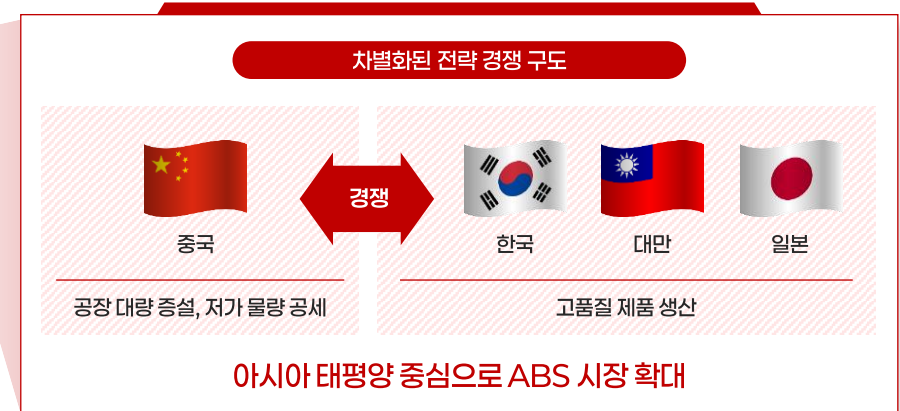 차별화된 전략 경쟁 구도
경쟁
중국
한국
대만
일본
공장 대량 증설, 저가 물량 공세
고품질 제품 생산
아시아 태평양 중심으로 ABS 시장 확대